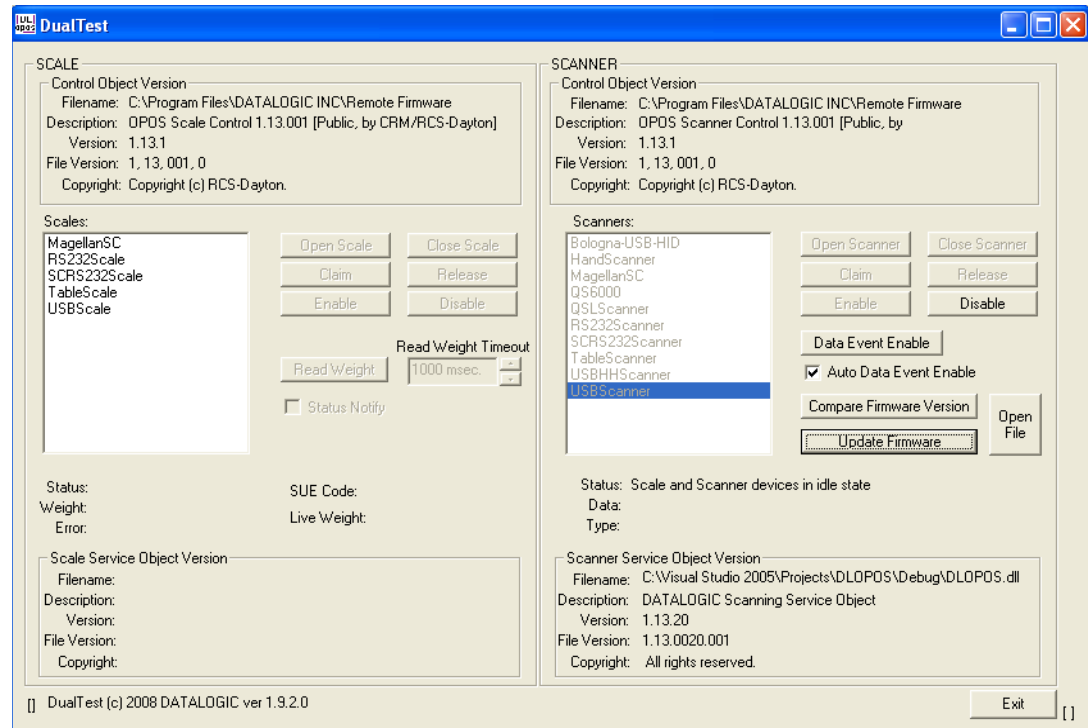 DualTest
SCALE
Control Object Version
Filename: C:\Program Files\DATALOGIC INC\Remote Firmware
Description: OPOS Scale Control 1.13.001 [Public, by CRM/RCS-Dayton]
Version: 1.13.1
File Version: 1, 13, 001, 0
Copyright: Copyright (c) RCS-Dayton.
Scales:
MagellanSC
RS232Scale
SCRS232Scale
TableScale
USBScale
Open Scale
Close Scale
Claim
Release
Enable
Disable
Read Weight Timeout
Read Weight
1000 msec.
Status Notify
Status:
Weight:
Error:
SUE Code:
Live Weight:
Scale Service Object Version
Filename:
Description:
Version:
File Version:
Copyright:
SCANNER
Control Object Version
Filename: C:\Program Files\DATALOGIC INC\Remote Firmware
Description: OPOS Scanner Control 1.13.001 [Public, by
Version: 1.13.1
File Version: 1, 13, 001, 0
Copyright: Copyright (c) RCS-Dayton.
Scanners:
Bologna-USB-HID
HandScanner
MagellanSC
QS6000
QSLScanner
RS232Scanner
SCRS232Scanner
TableScanner
USBHHScanner
USBScanner
Open Scanner
Close Scanner
Claim
Release
Enable
Disable
Data Event Enable
Auto Data Event Enable
Compare Firmware Version
Update Firmware
Open
File
Status: Scale and Scanner devices in idle state
Data:
Type:
Scanner Service Object Version
Filename: C:\Visual Studio 2005\Projects\DLOPOS\Debug\DLOPOS.dll
Description: DATALOGIC Scanning Service Object
Version: 1.13.20
File Version: 1.13.0020.001
Copyright: All rights reserved.
[] DualTest (c) 2008 DATALOGIC ver 1.9.2.0
Exit
[ ]